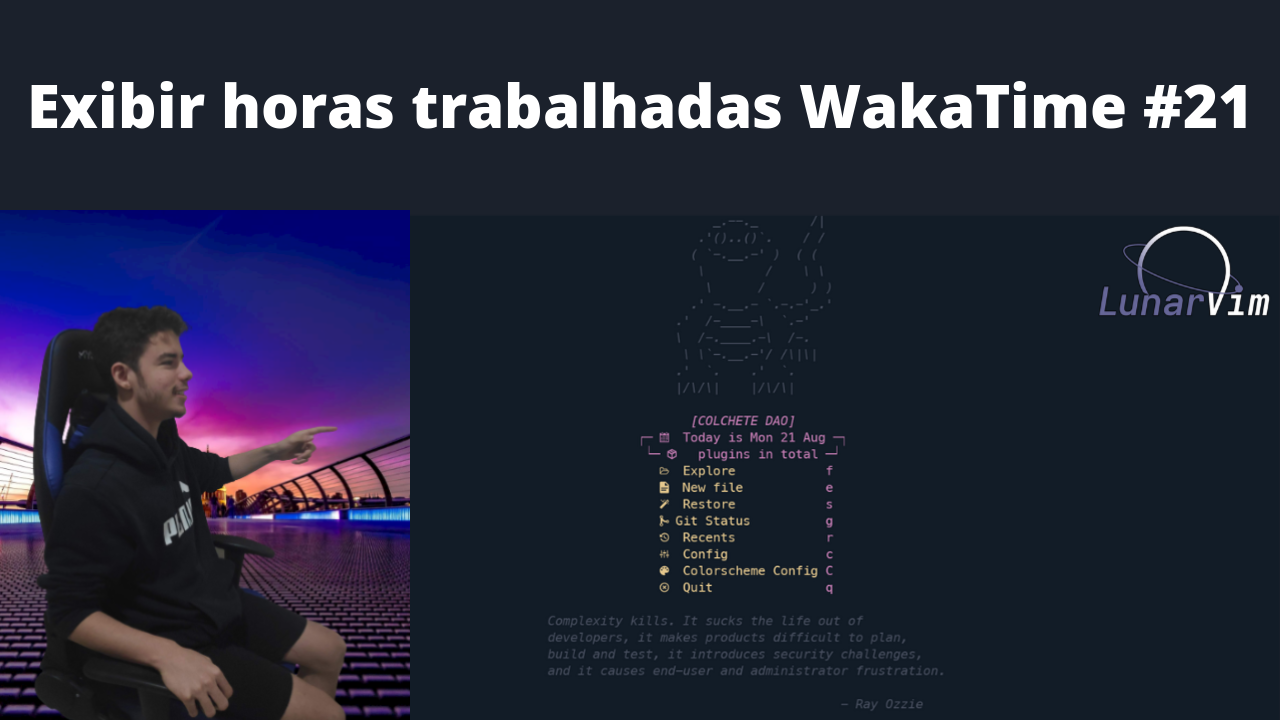 Exibir horas trabalhadas WakaTime #21
LunarVim
[COLCHETE DAO]
Today is Mon 21 Aug
plugins in total
Explore f
New file e
Restore s
Git Status g
Recents r
Config c
Colorscheme Config C
Quit q
Complexity kills. It sucks the life out of
developers, it makes products difficult to plan,
build and test, it introduces security challenges,
and it causes end-user and administrator frustration.
— Ray Ozzie